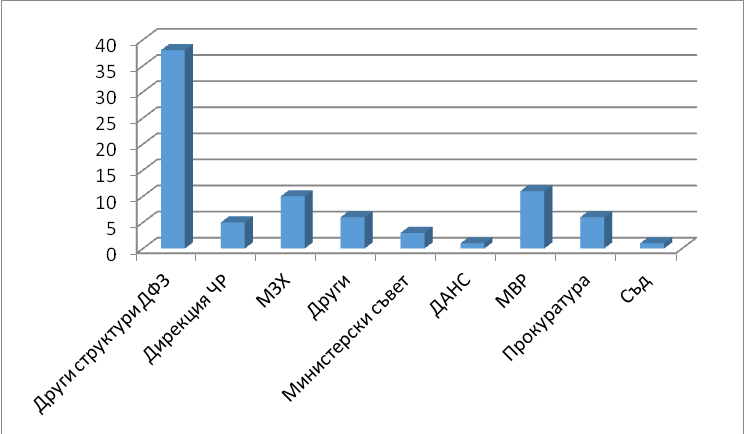 40
35
30
25
20
15
10
5
0
Други структури ДФЗ
Дирекция ЧР
МЗХ
Други
Министерски съвет
ДАНС
МВР
Прокуратура
Съд